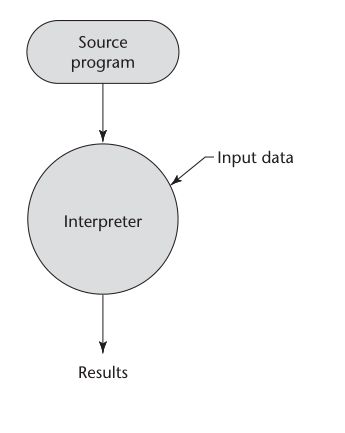 Source
program
Input data
Interpreter
Results